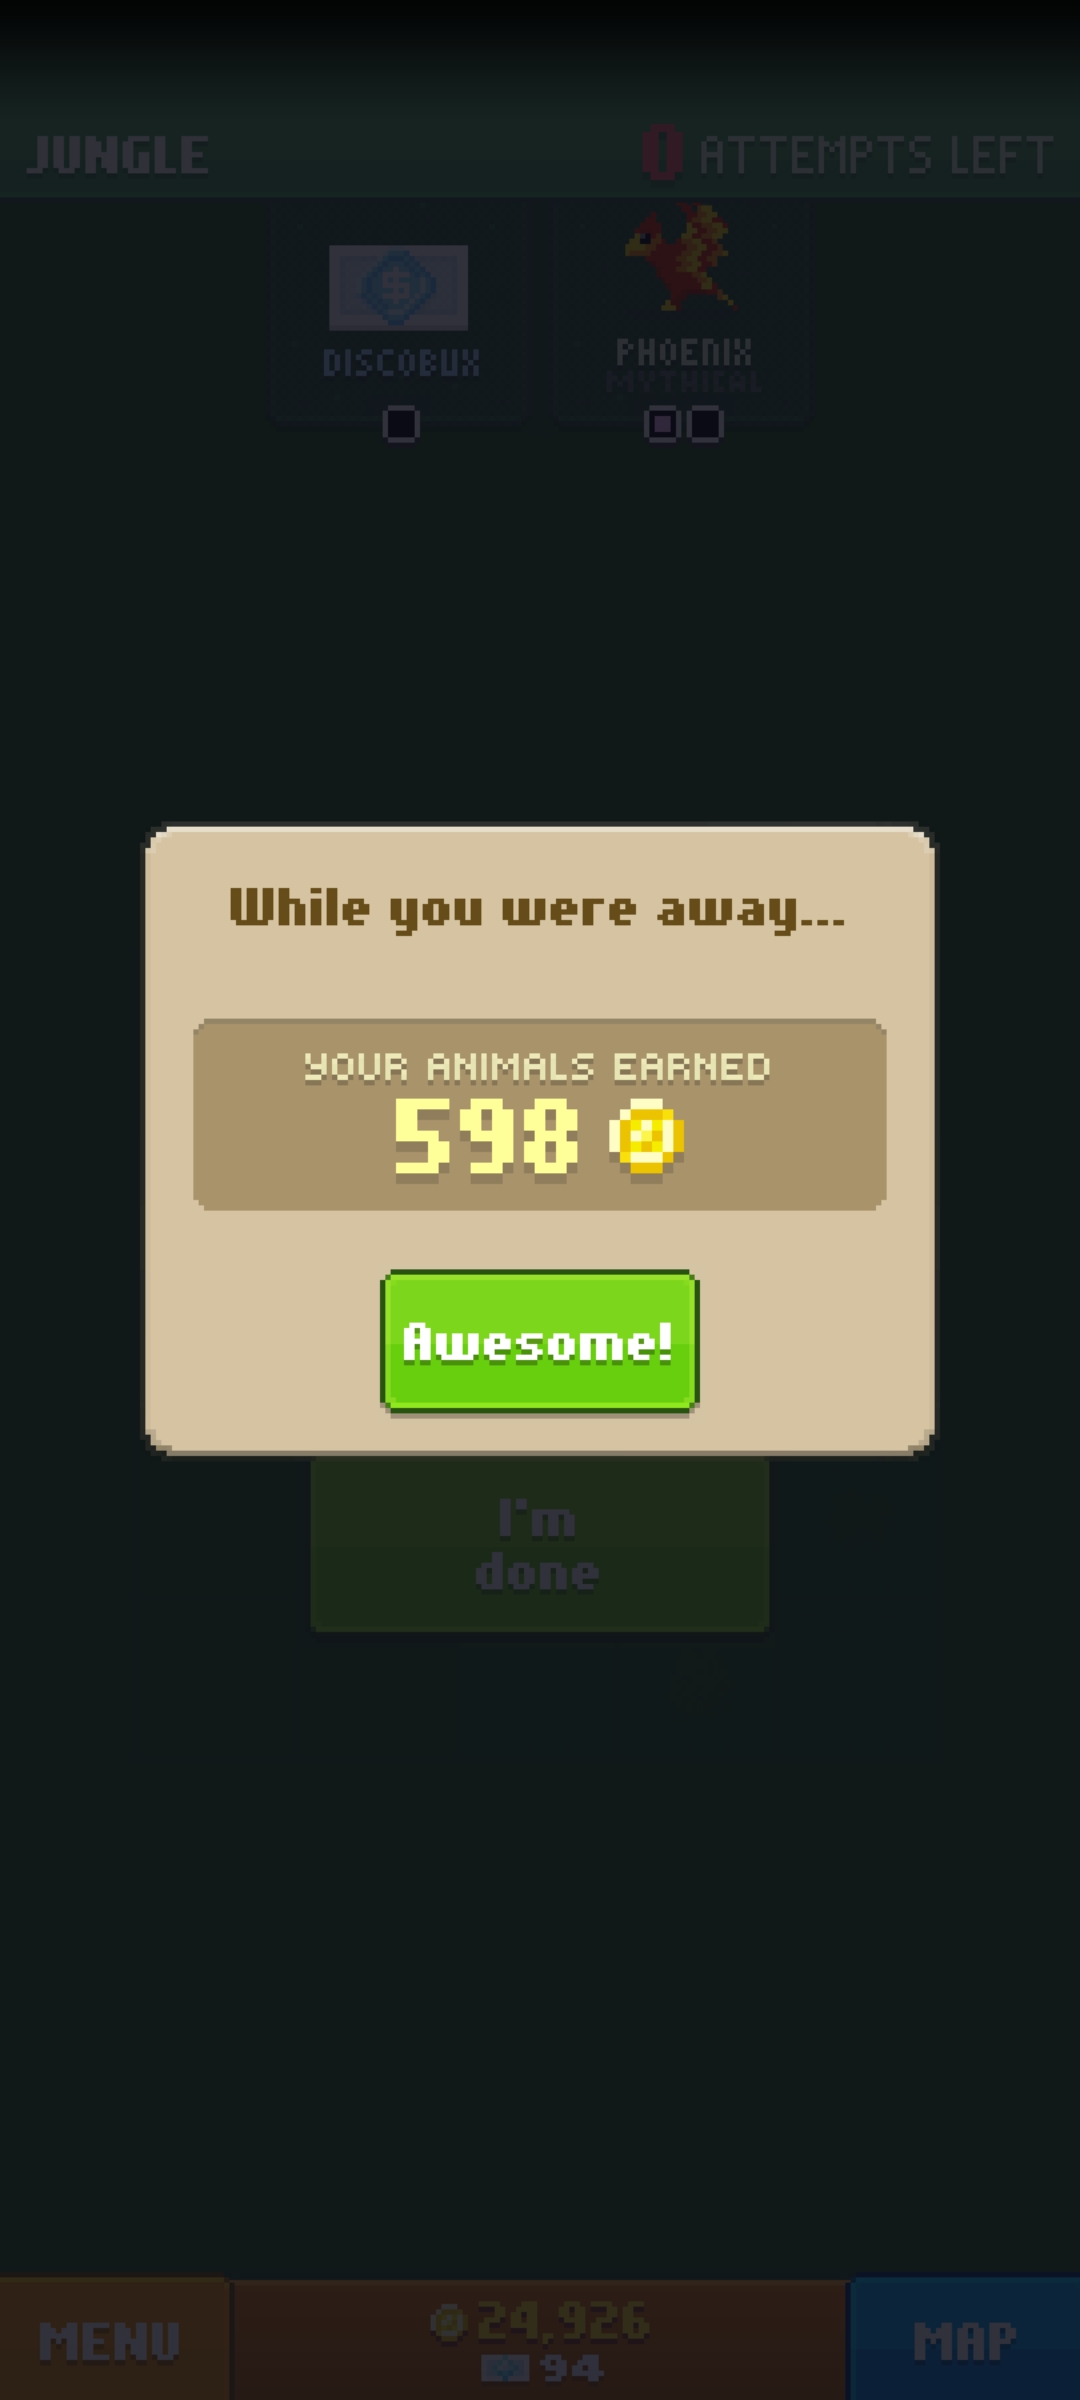 JUNGLE
0 ATTEMPTS LEFT
$
DISCOBUX
PHOENIX
MYTHICAL
While you were away...
YOUR ANIMALS EARNED
598
Awesome!
I'm
done
MENU
24,926
94
MAP